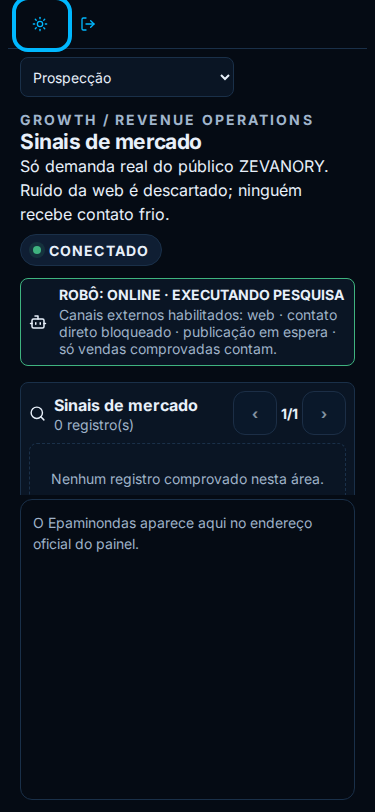 Prospecção
GROWTH / REVENUE OPERATIONS
Sinais de mercado
Só demanda real do público ZEVANORY.
Ruído da web é descartado; ninguém
recebe contato frio.
CONECTADO
ROBÔ: ONLINE · EXECUTANDO PESQUISA
Canais externos habilitados: web · contato
direto bloqueado · publicação em espera ·
só vendas comprovadas contam.
Sinais de mercado
0 registro(s)
‹ 1/1 ›
Nenhum registro comprovado nesta área.
O Epaminondas aparece aqui no endereço
oficial do painel.